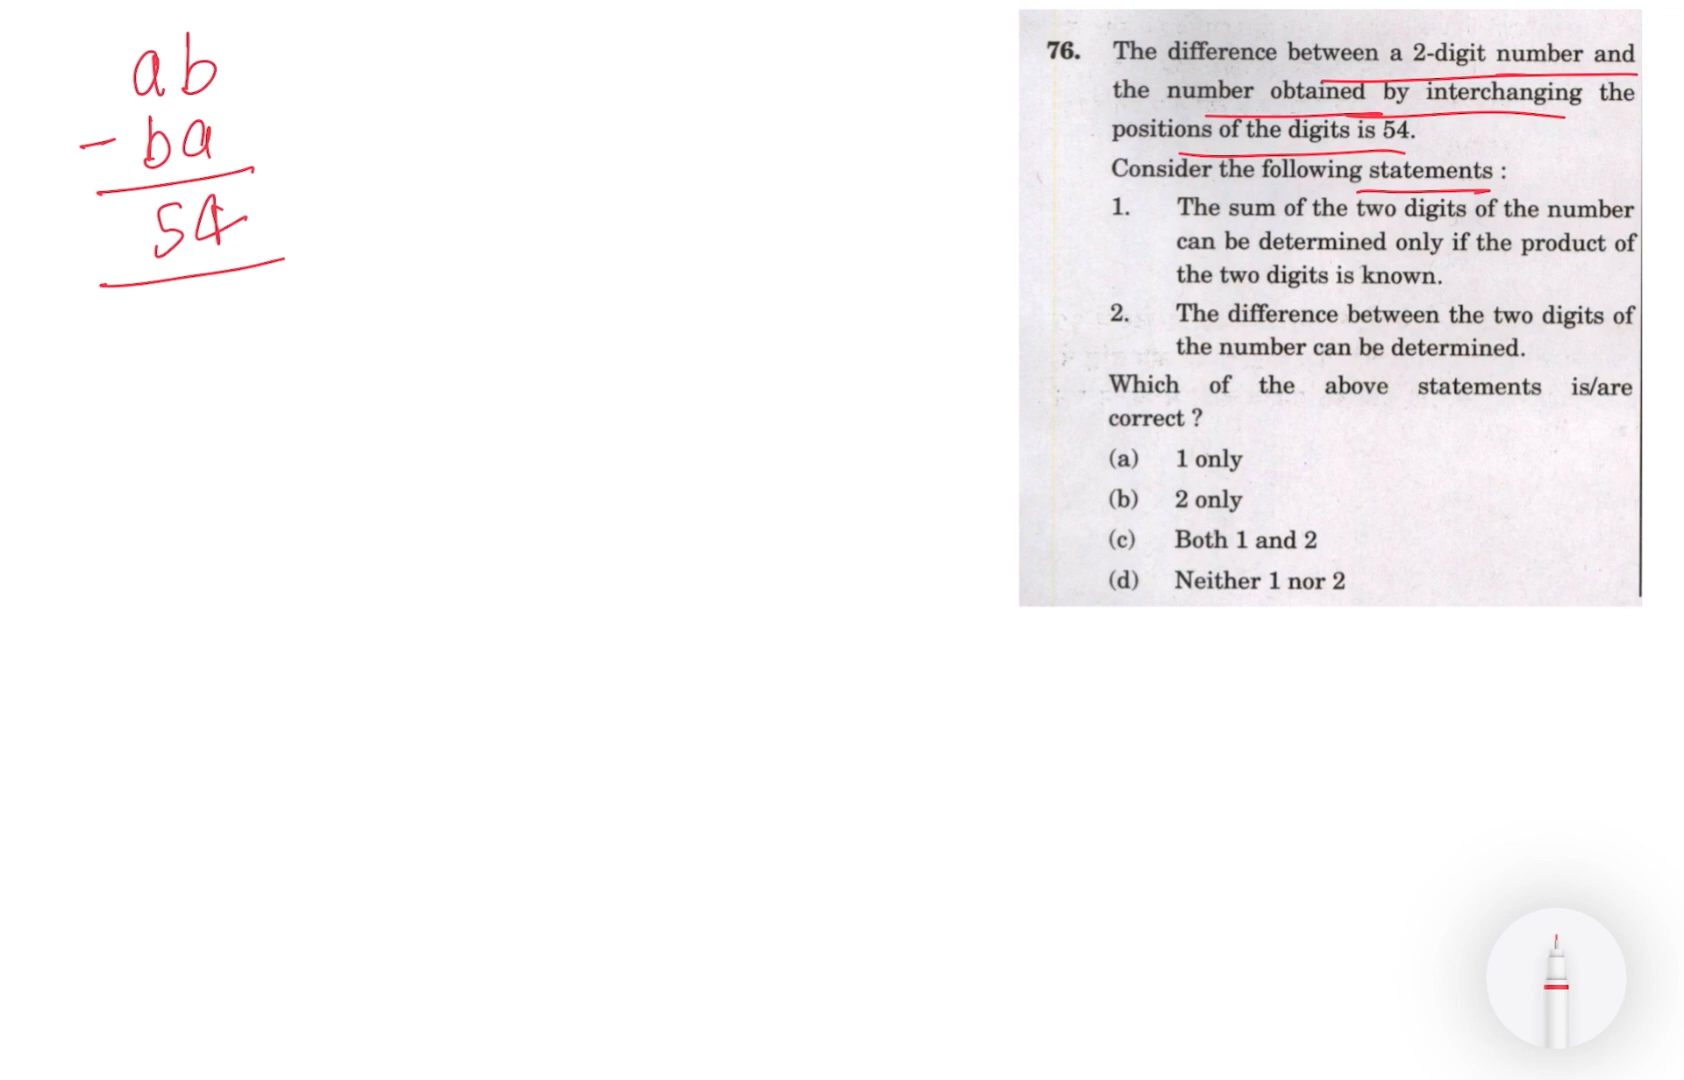 ab
- ba
54
76. The difference between a 2-digit number and
the number obtained by interchanging the
positions of the digits is 54.
Consider the following statements :
1. The sum of the two digits of the number
can be determined only if the product of
the two digits is known.
2. The difference between the two digits of
the number can be determined.
Which of the above statements is/are
correct ?
(a) 1 only
(b) 2 only
(c) Both 1 and 2
(d) Neither 1 nor 2